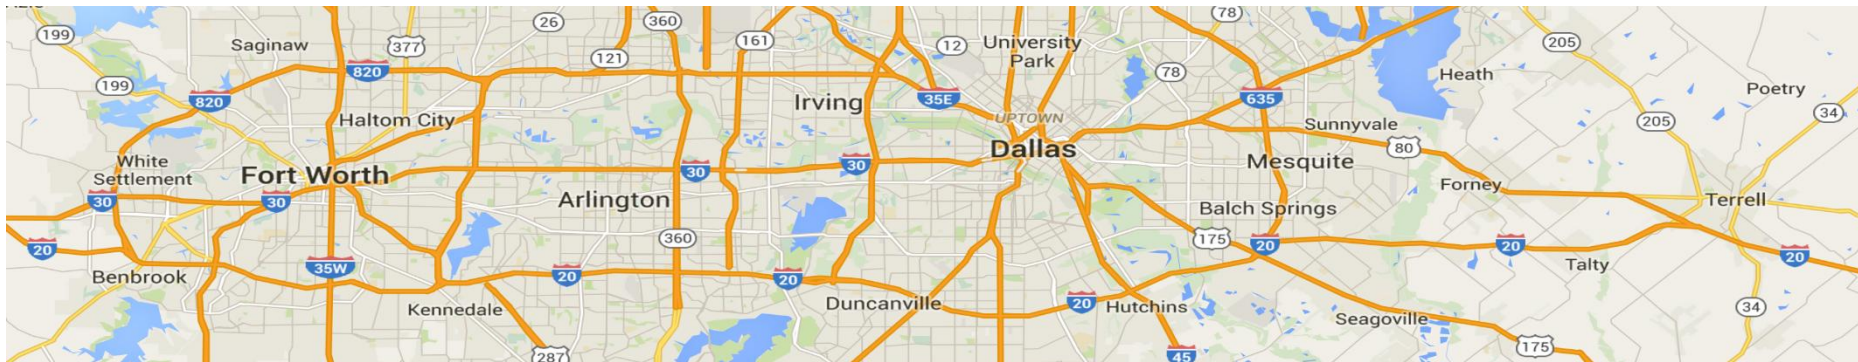 199
Saginaw
377
26
360
121
161
12
University
Park
78
78
205
Heath
Poetry
199
820
820
Haltom City
Irving
35E
UPTOWN
635
Sunnyvale
205
34
White
Settlement
Fort Worth
30
30
Dallas
Mesquite
80
30
30
Arlington
Forney
Balch Springs
Terrell
20
360
175
20
20
20
Benbrook
35W
20
20
Talty
Kennedale
Duncanville
20
Hutchins
Seagoville
34
287
45
175